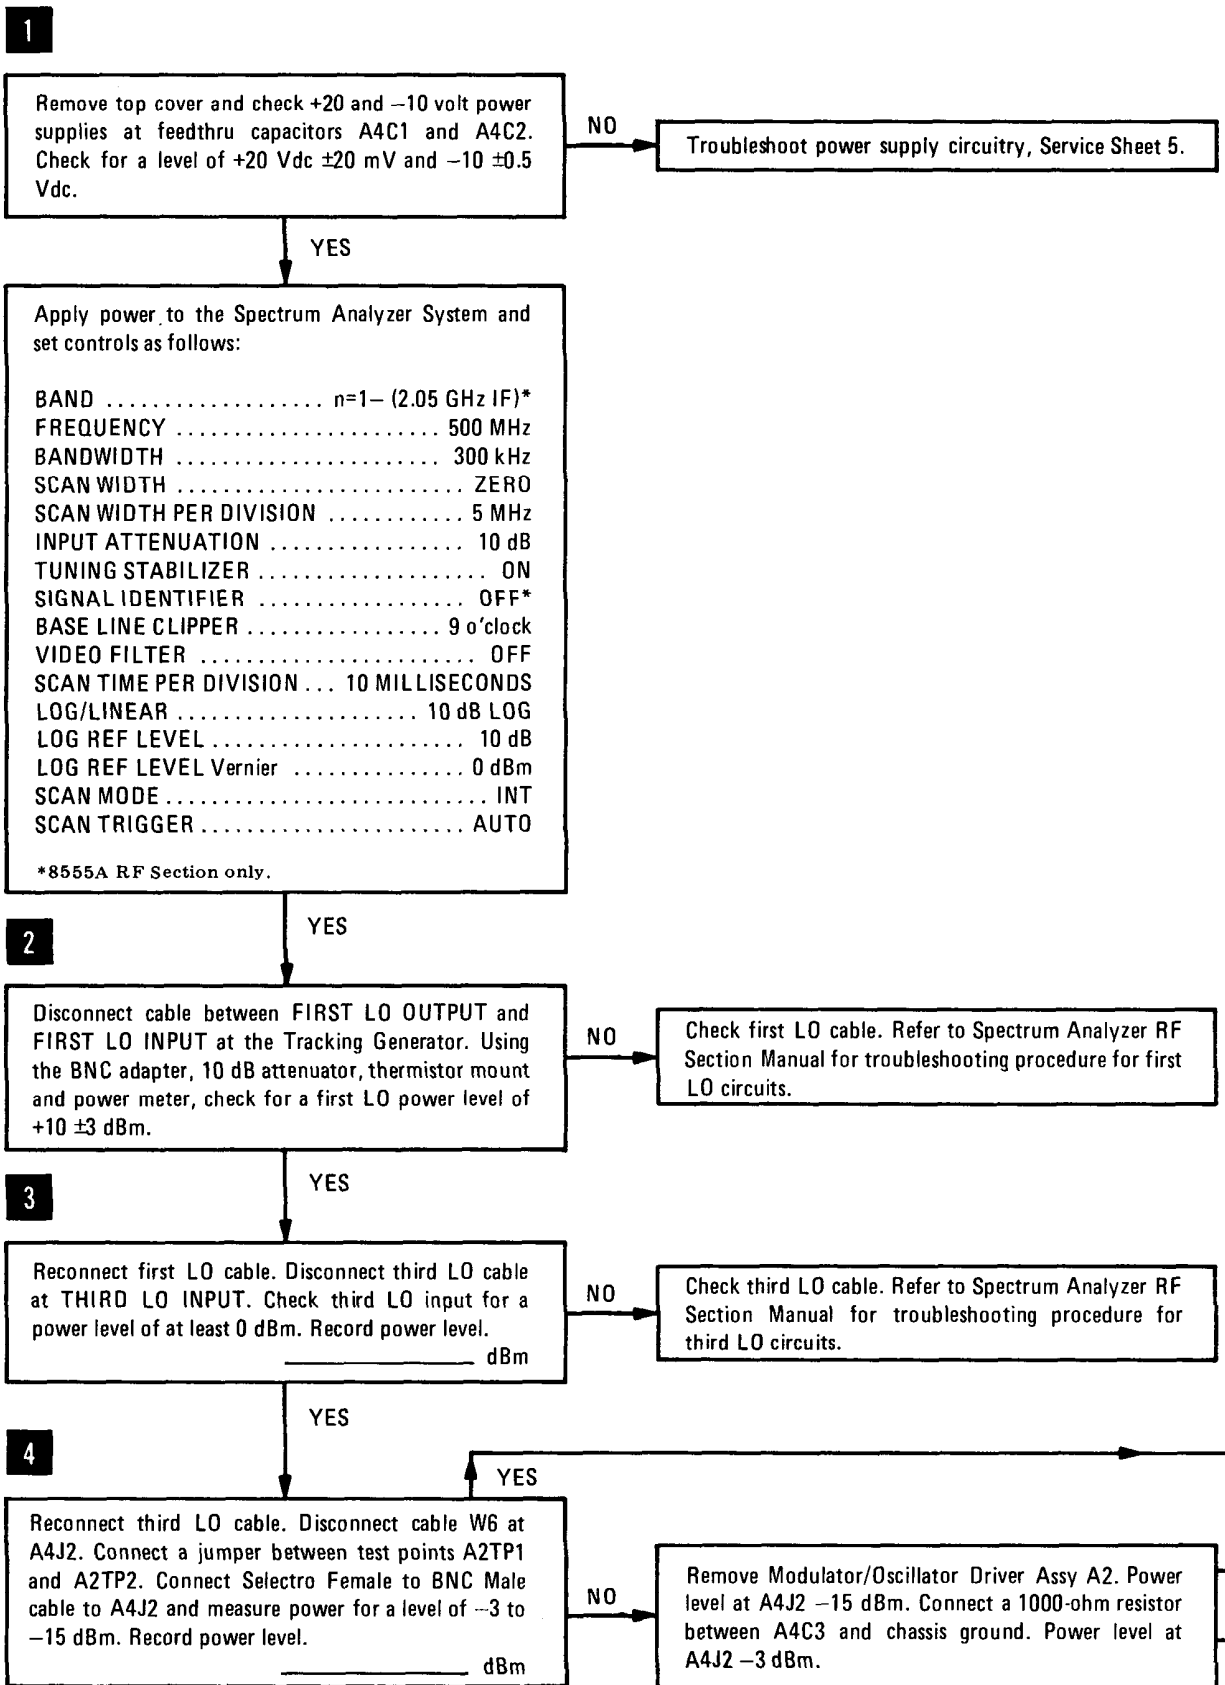 1
Remove top cover and check +20 and —10 volt power
supplies at feedthru capacitors A4C1 and A4C2.
Check for a level of +20 Vdc ±20 mV and —10 ±0.5
Vdc.
NO
Troubleshoot power supply circuitry, Service Sheet 5.
YES
Apply power to the Spectrum Analyzer System and
set controls as follows:
BAND .................... n=1— (2.05 GHz IF)*
FREQUENCY ........................ 500 MHz
BANDWIDTH ........................ 300 kHz
SCAN WIDTH .......................... ZERO
SCAN WIDTH PER DIVISION ............ 5 MHz
INPUT ATTENUATION .................. 10 dB
TUNING STABILIZER .................... ON
SIGNAL IDENTIFIER ................... OFF*
BASE LINE CLIPPER ................. 9 o'clock
VIDEO FILTER ......................... OFF
SCAN TIME PER DIVISION ... 10 MILLISECONDS
LOG/LINEAR ..................... 10 dB LOG
LOG REF LEVEL ....................... 10 dB
LOG REF LEVEL Vernier ............... 0 dBm
SCAN MODE ............................. INT
SCAN TRIGGER ........................ AUTO
*8555A RF Section only.
YES
2
Disconnect cable between FIRST LO OUTPUT and
FIRST LO INPUT at the Tracking Generator. Using
the BNC adapter, 10 dB attenuator, thermistor mount
and power meter, check for a first LO power level of
+10 ±3 dBm.
NO
Check first LO cable. Refer to Spectrum Analyzer RF
Section Manual for troubleshooting procedure for first
LO circuits.
YES
3
Reconnect first LO cable. Disconnect third LO cable
at THIRD LO INPUT. Check third LO input for a
power level of at least 0 dBm. Record power level.
____________ dBm
NO
Check third LO cable. Refer to Spectrum Analyzer RF
Section Manual for troubleshooting procedure for
third LO circuits.
YES
4
YES
Reconnect third LO cable. Disconnect cable W6 at
A4J2. Connect a jumper between test points A2TP1
and A2TP2. Connect Selectro Female to BNC Male
cable to A4J2 and measure power for a level of —3 to
—15 dBm. Record power level.
____________ dBm
NO
Remove Modulator/Oscillator Driver Assy A2. Power
level at A4J2 —15 dBm. Connect a 1000-ohm resistor
between A4C3 and chassis ground. Power level at
A4J2 —3 dBm.